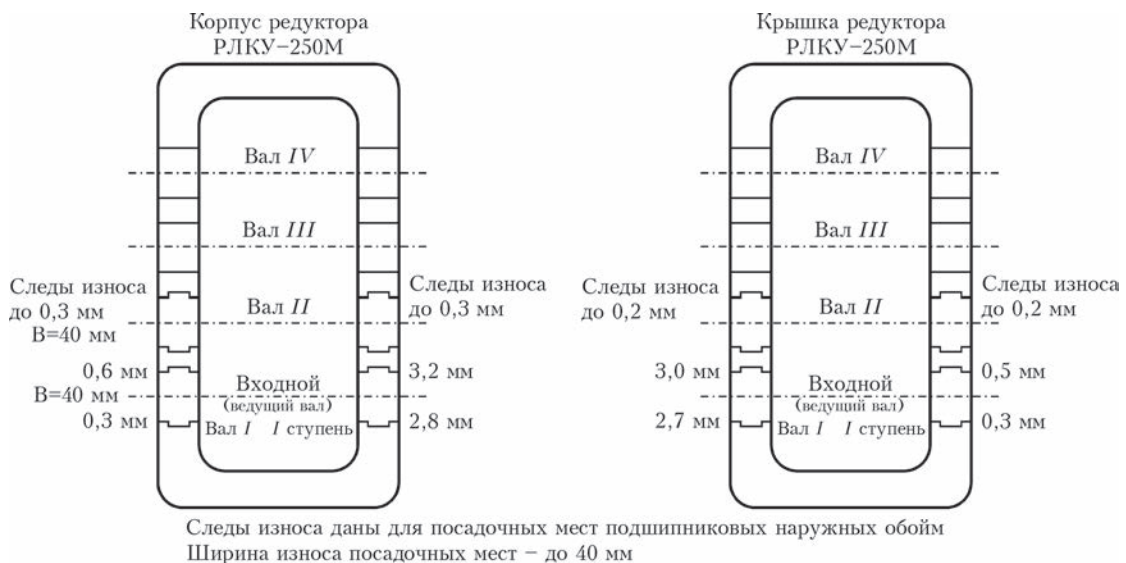 Корпус редуктора
РЛКУ−250М
Вал IV
Вал III
Следы износа
до 0,3 мм
В=40 мм
Вал II
Следы износа
до 0,3 мм
0,6 мм
В=40 мм
0,3 мм
Входной
(ведущий вал)
Вал I I ступень
3,2 мм
2,8 мм
Крышка редуктора
РЛКУ−250М
Вал IV
Вал III
Следы износа
до 0,2 мм
Вал II
Следы износа
до 0,2 мм
3,0 мм
2,7 мм
Входной
(ведущий вал)
Вал I I ступень
0,5 мм
0,3 мм
Следы износа даны для посадочных мест подшипниковых наружных обойм
Ширина износа посадочных мест − до 40 мм